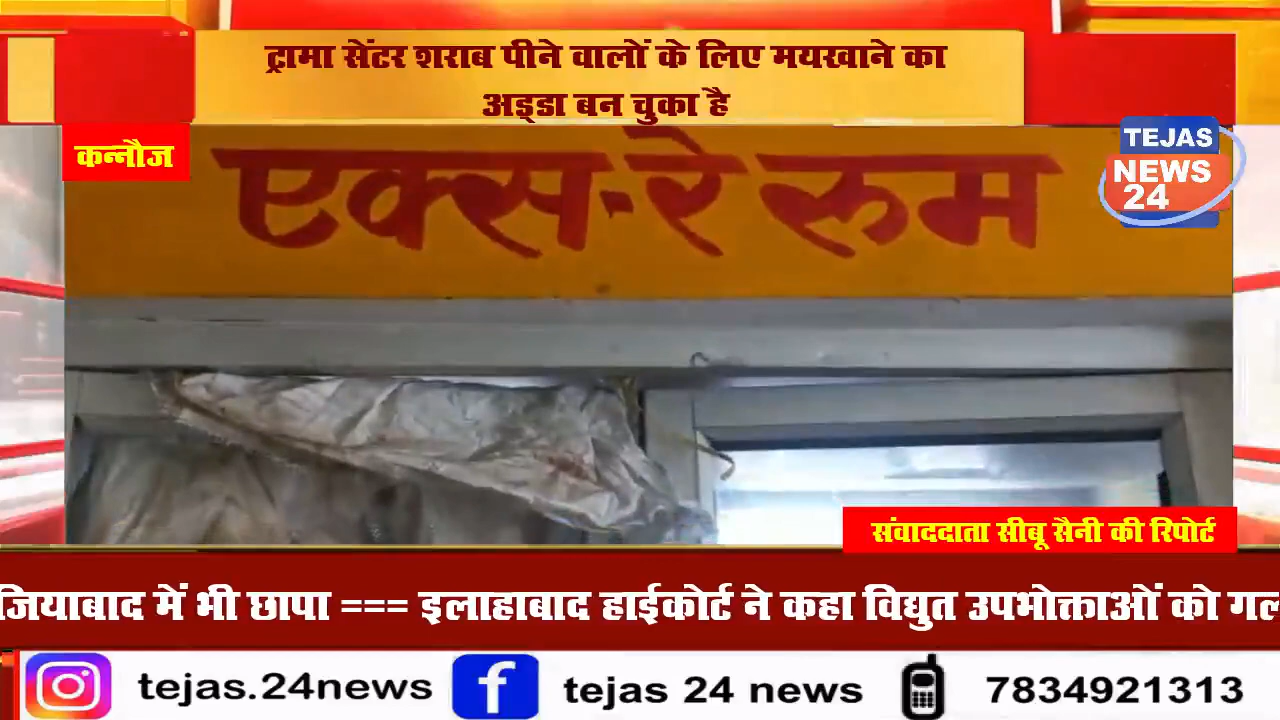 ट्रामा सेंटर शराब पीने वालों के लिए मयखाने का
अड्डा बन चुका है
कन्नौज
TEJAS
NEWS
24
एक्स-रे रूम
संवाददाता सीबू सैनी की रिपोर्ट
जियाबाद में भी छापा === इलाहाबाद हाईकोर्ट ने कहा विद्युत उपभोक्ताओं को गल
tejas.24news
tejas 24 news
7834921313